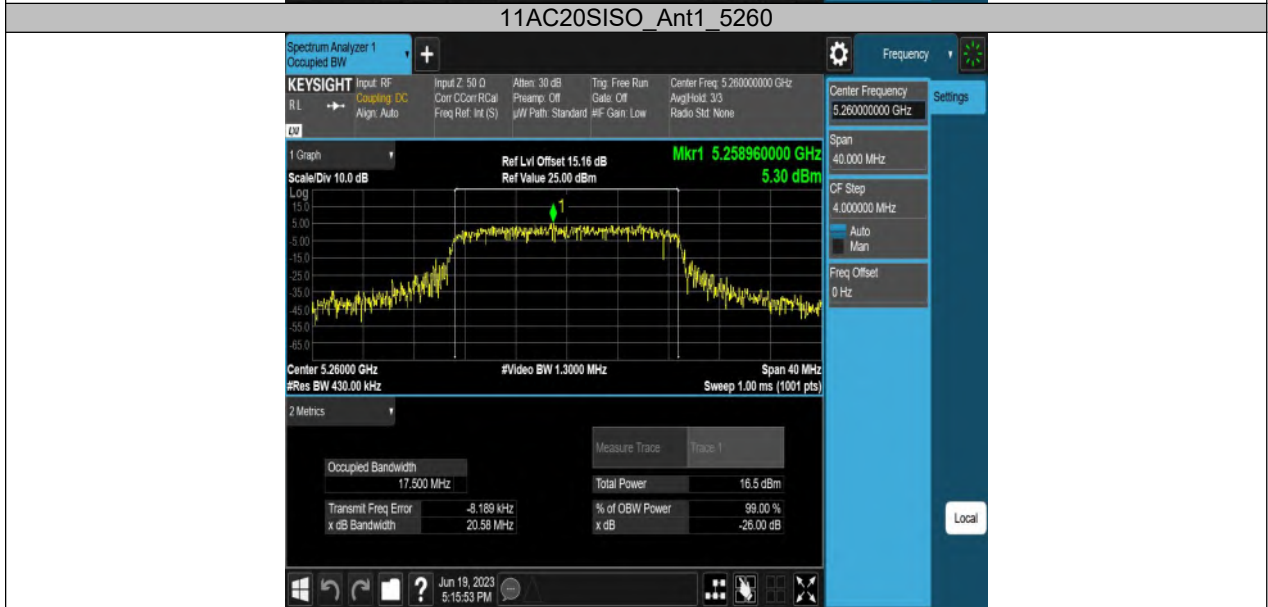 11AC20SISO_Ant1_5260
Spectrum Analyzer 1
Occupied BW
+
Frequency
KEYSIGHT
RL
LXI
Input: RF
Coupling: DC
Align: Auto
Input Z: 50 Ω
Corr CCorr RCal
Freq Ref: Int (S)
Atten: 30 dB
Preamp: Off
µW Path: Standard
Trig: Free Run
Gate: Off
#IF Gain: Low
Center Freq: 5.260000000 GHz
Avg|Hold: 3/3
Radio Std: None
Center Frequency
5.260000000 GHz
Settings
Span
40.000 MHz
CF Step
4.000000 MHz
Auto
Man
Freq Offset
0 Hz
1 Graph
Scale/Div 10.0 dB
Ref Lvl Offset 15.16 dB
Ref Value 25.00 dBm
Mkr1 5.258960000 GHz
5.30 dBm
Log
15.0
5.00
-5.00
-15.0
-25.0
-35.0
-45.0
-55.0
-65.0
1
Center 5.26000 GHz
#Res BW 430.00 kHz
#Video BW 1.3000 MHz
Span 40 MHz
Sweep 1.00 ms (1001 pts)
2 Metrics
Measure Trace
Trace 1
Occupied Bandwidth
17.500 MHz
Total Power
16.5 dBm
Transmit Freq Error
-8.189 kHz
% of OBW Power
99.00 %
x dB Bandwidth
20.58 MHz
x dB
-26.00 dB
Local
?
Jun 19, 2023
5:15:53 PM